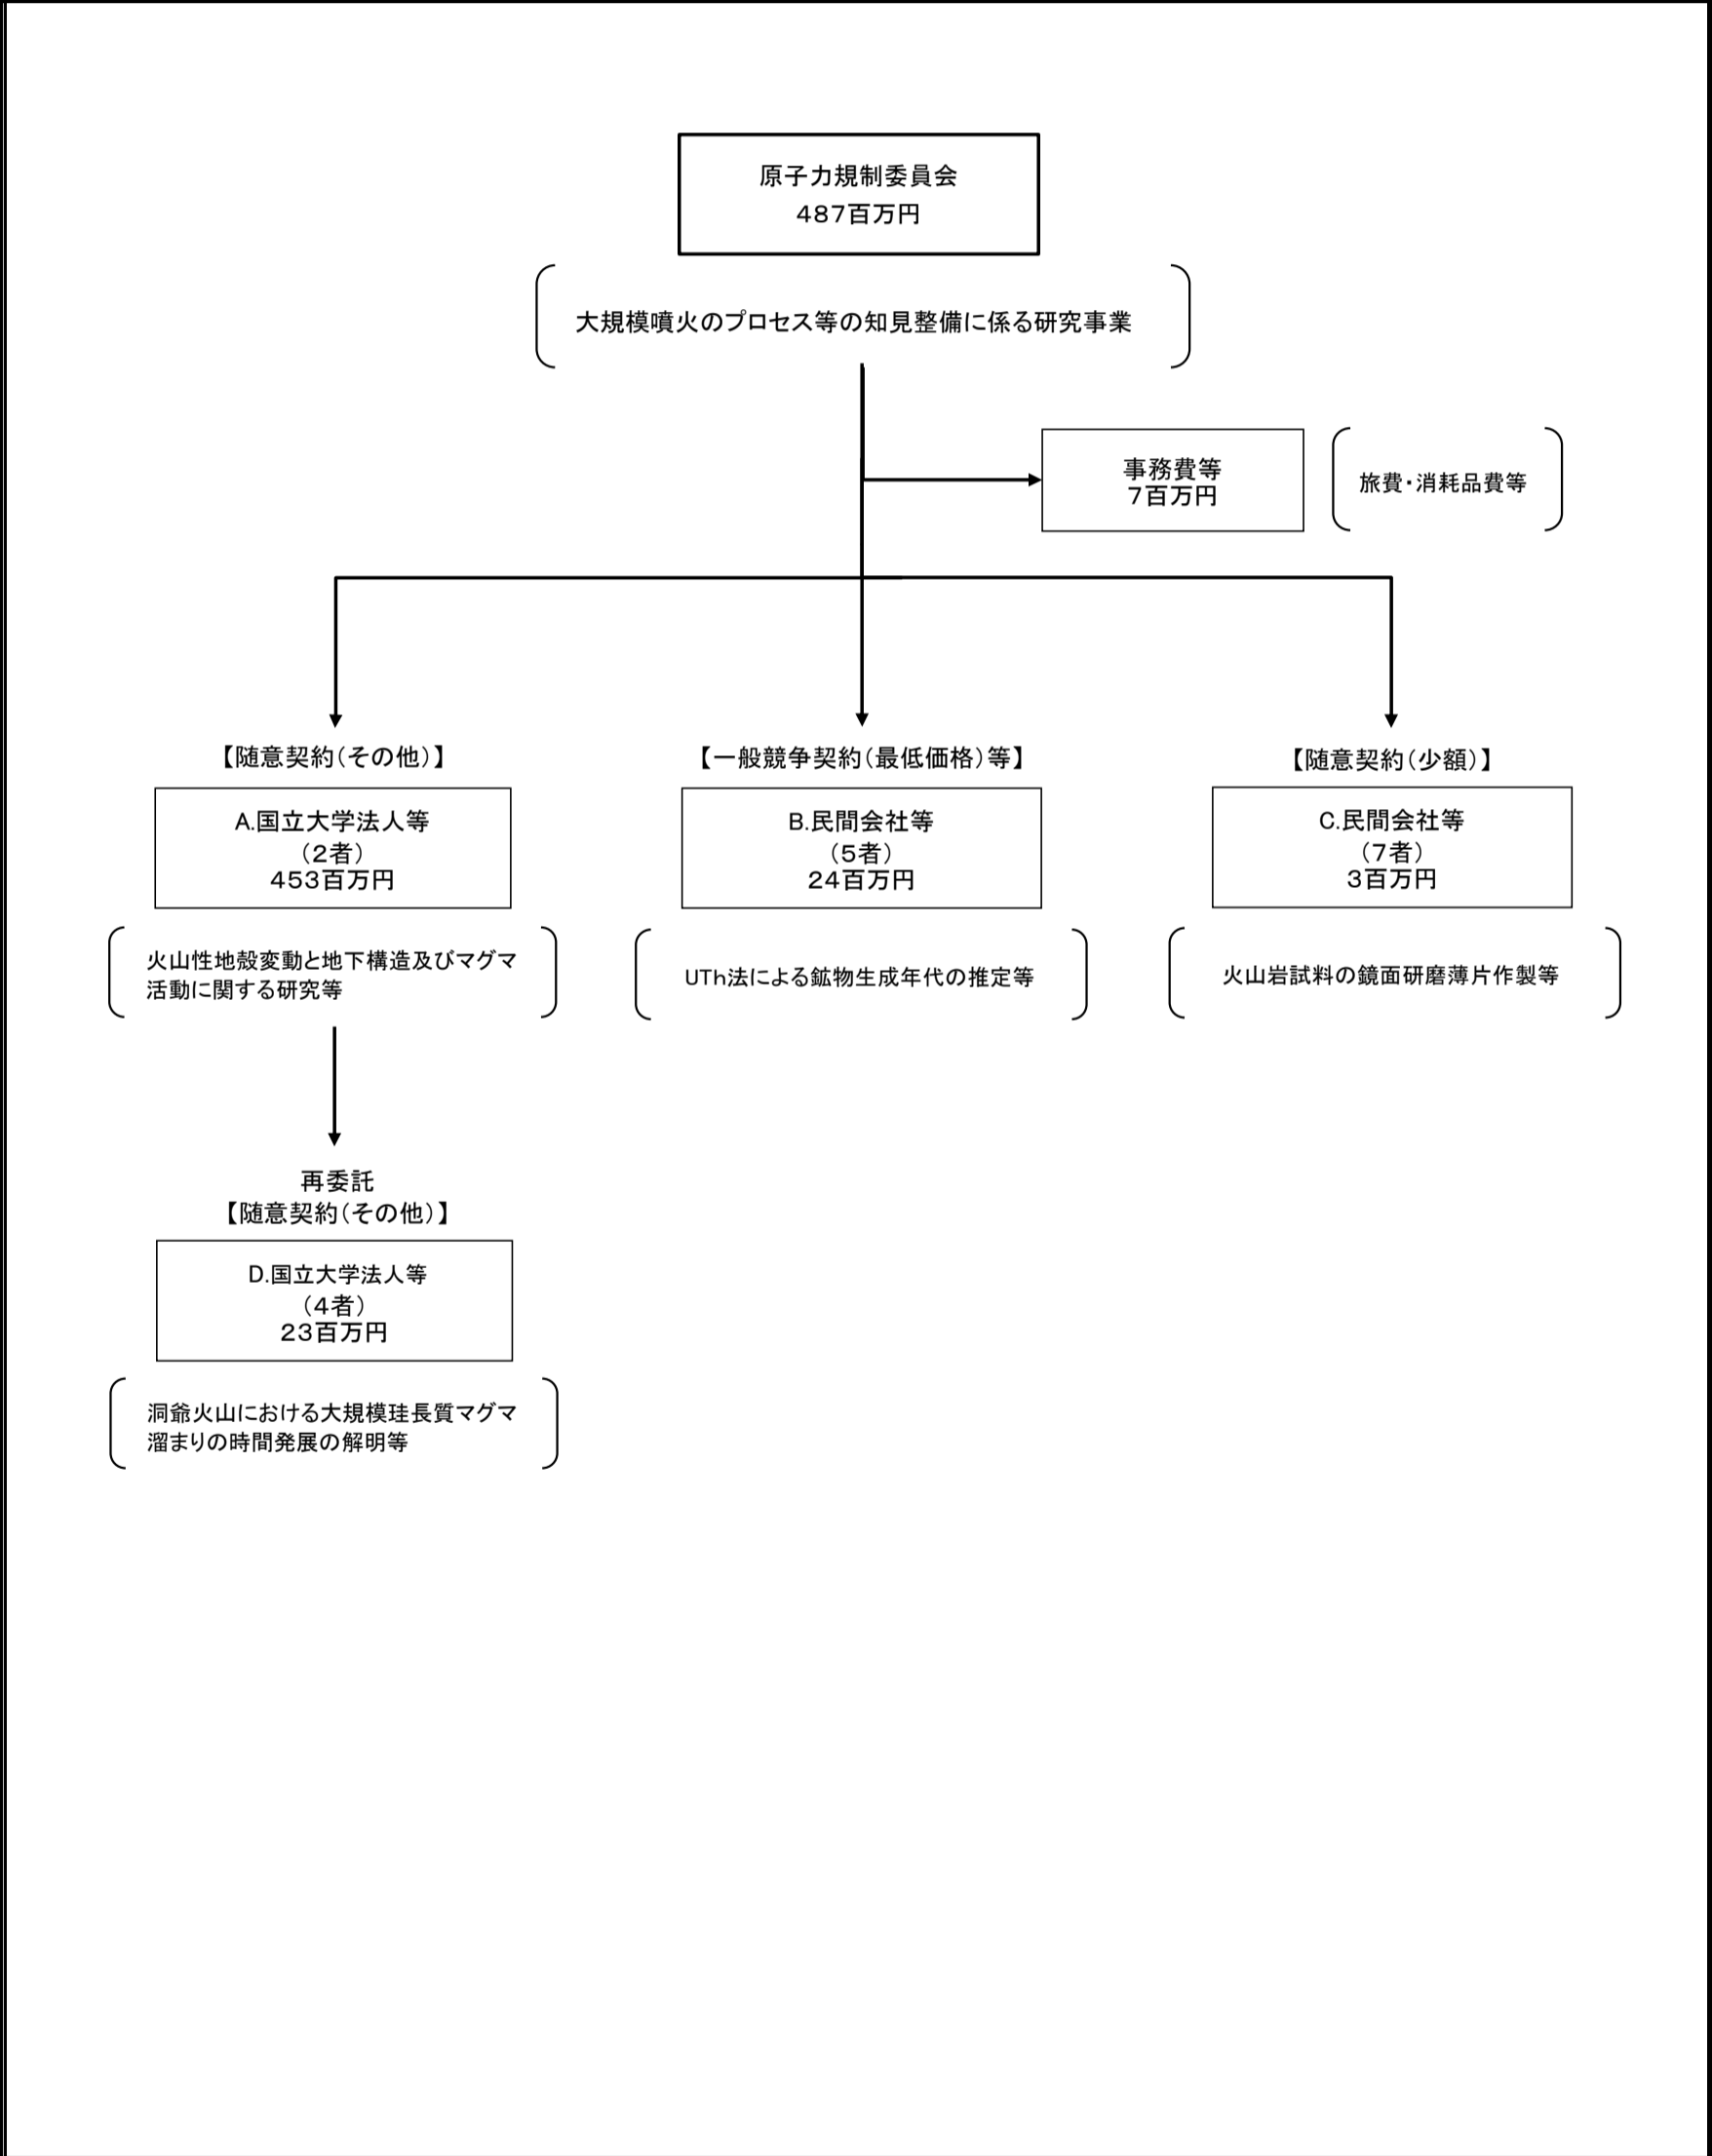 原子力規制委員会
487百万円
大規模噴火のプロセス等の知見整備に係る研究事業
事務費等
7百万円
旅費・消耗品費等
【随意契約(その他)】
A.国立大学法人等
(2者)
453百万円
火山性地殻変動と地下構造及びマグマ
活動に関する研究等
【一般競争契約(最低価格)等】
B.民間会社等
(5者)
24百万円
UTh法による鉱物生成年代の推定等
【随意契約(少額)】
C.民間会社等
(7者)
3百万円
火山岩試料の鏡面研磨薄片作製等
再委託
【随意契約(その他)】
D.国立大学法人等
(4者)
23百万円
洞爺火山における大規模珪長質マグマ
溜まりの時間発展の解明等